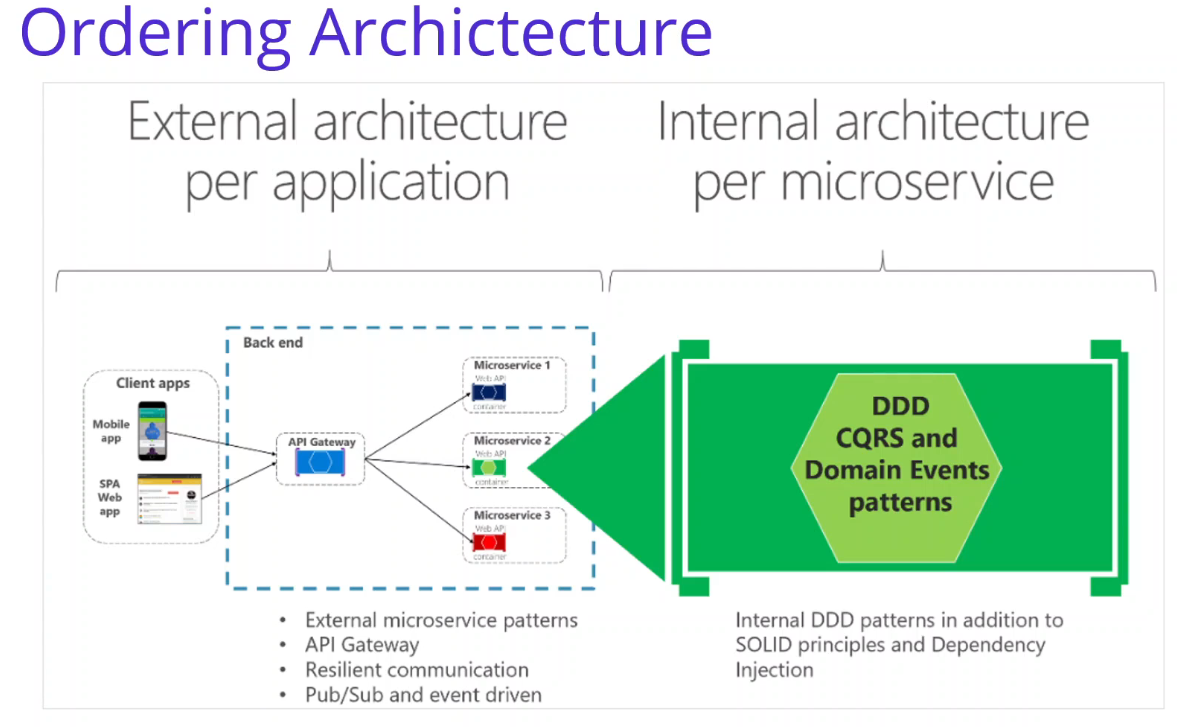 Ordering Archictecture
External architecture
per application
Internal architecture
per microservice
Back end
Client apps
Mobile
app
SPA
Web
app
API Gateway
Microservice 1
Web API
container
Microservice 2
Web API
container
Microservice 3
Web API
container
DDD
CQRS and
Domain Events
patterns
• External microservice patterns
• API Gateway
• Resilient communication
• Pub/Sub and event driven
Internal DDD patterns in addition to
SOLID principles and Dependency
Injection